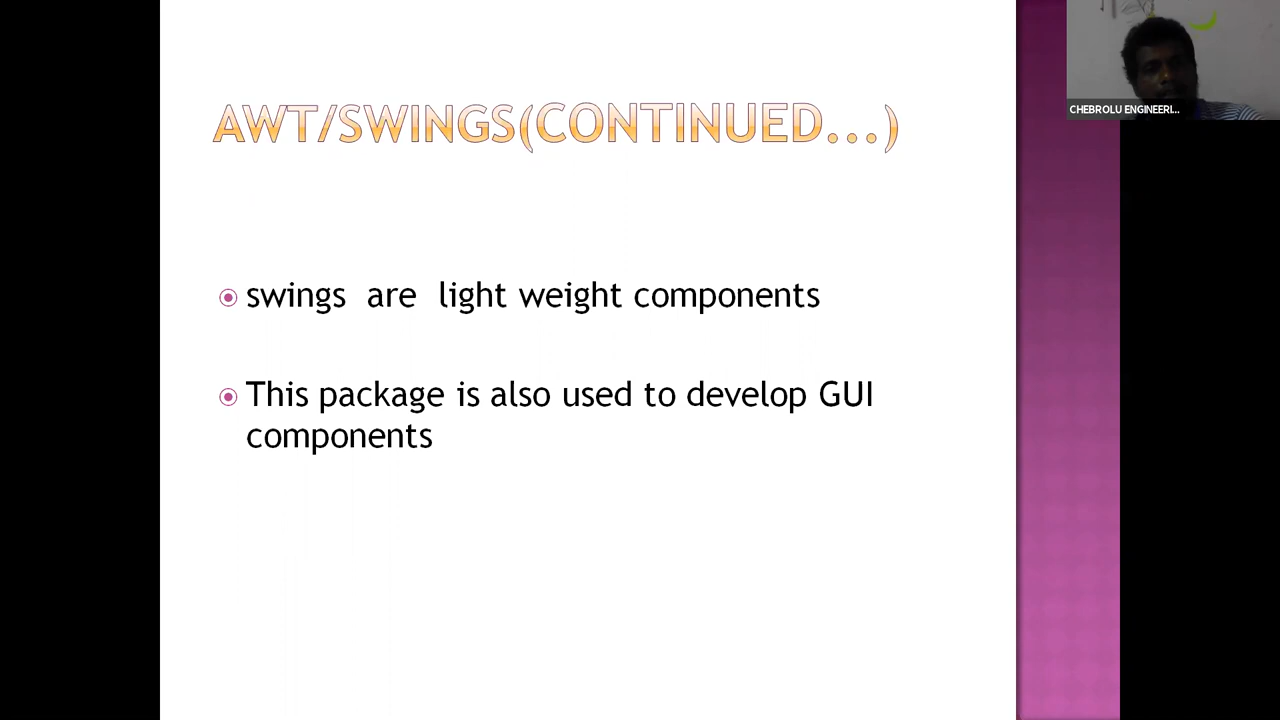 AWT/SWINGS(CONTINUED...)
CHEBROLU ENGINEERI...
swings are light weight components
This package is also used to develop GUI
components